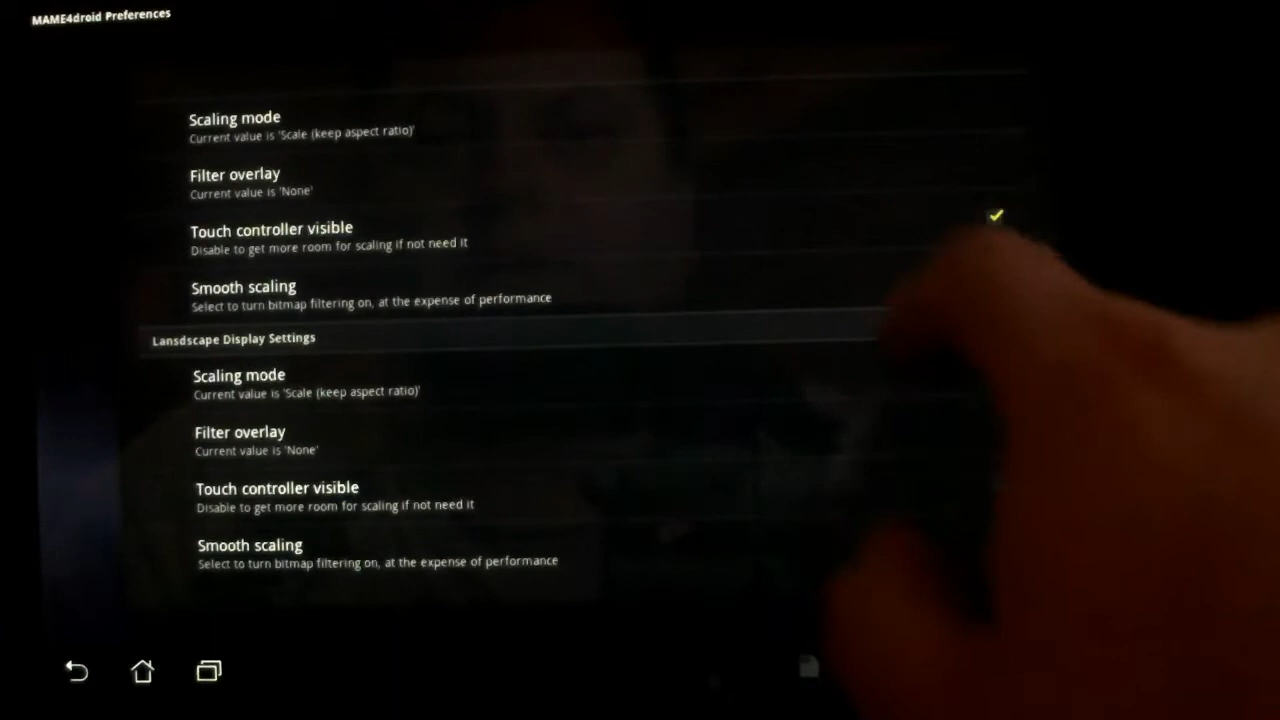 MAME4droid Preferences
Scaling mode
Current value is 'Scale (keep aspect ratio)'
Filter overlay
Current value is 'None'
Touch controller visible
Disable to get more room for scaling if not need it
Smooth scaling
Select to turn bitmap filtering on, at the expense of performance
Lansdscape Display Settings
Scaling mode
Current value is 'Scale (keep aspect ratio)'
Filter overlay
Current value is 'None'
Touch controller visible
Disable to get more room for scaling if not need it
Smooth scaling
Select to turn bitmap filtering on, at the expense of performance